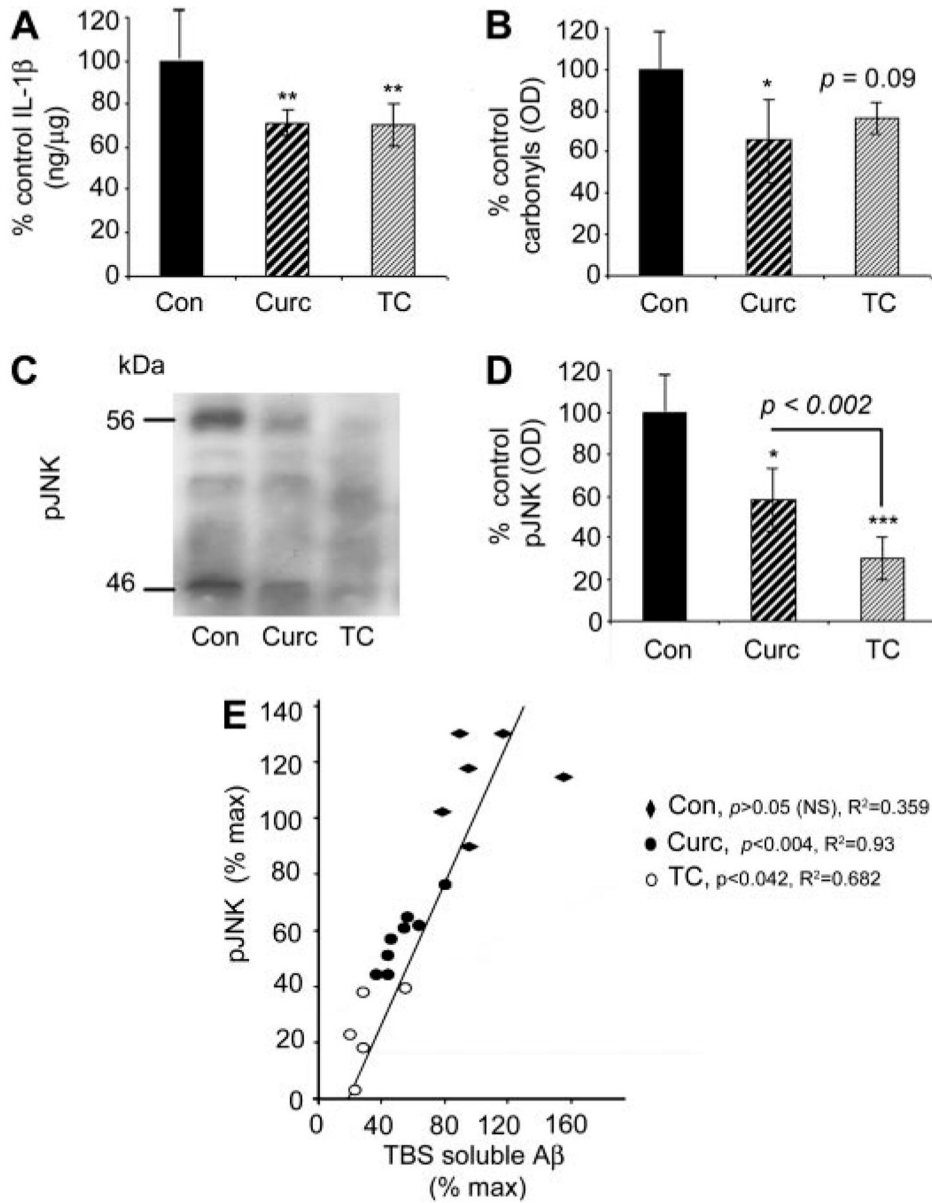 A
% control IL-1β
(ng/μg)
120
100
80
60
40
20
0
**
**
Con
Curc
TC
B
% control
carbonyls (OD)
120
100
80
60
40
20
0
*
p = 0.09
Con
Curc
TC
C
kDa
pJNK
56
46
Con
Curc
TC
D
% control
pJNK (OD)
120
100
80
60
40
20
0
p < 0.002
*
***
Con
Curc
TC
E
pJNK (% max)
140
120
100
80
60
40
20
0
0
40
80
120
160
TBS soluble Aβ
(% max)
Con, p>0.05 (NS), R²=0.359
Curc, p<0.004, R²=0.93
TC, p<0.042, R²=0.682